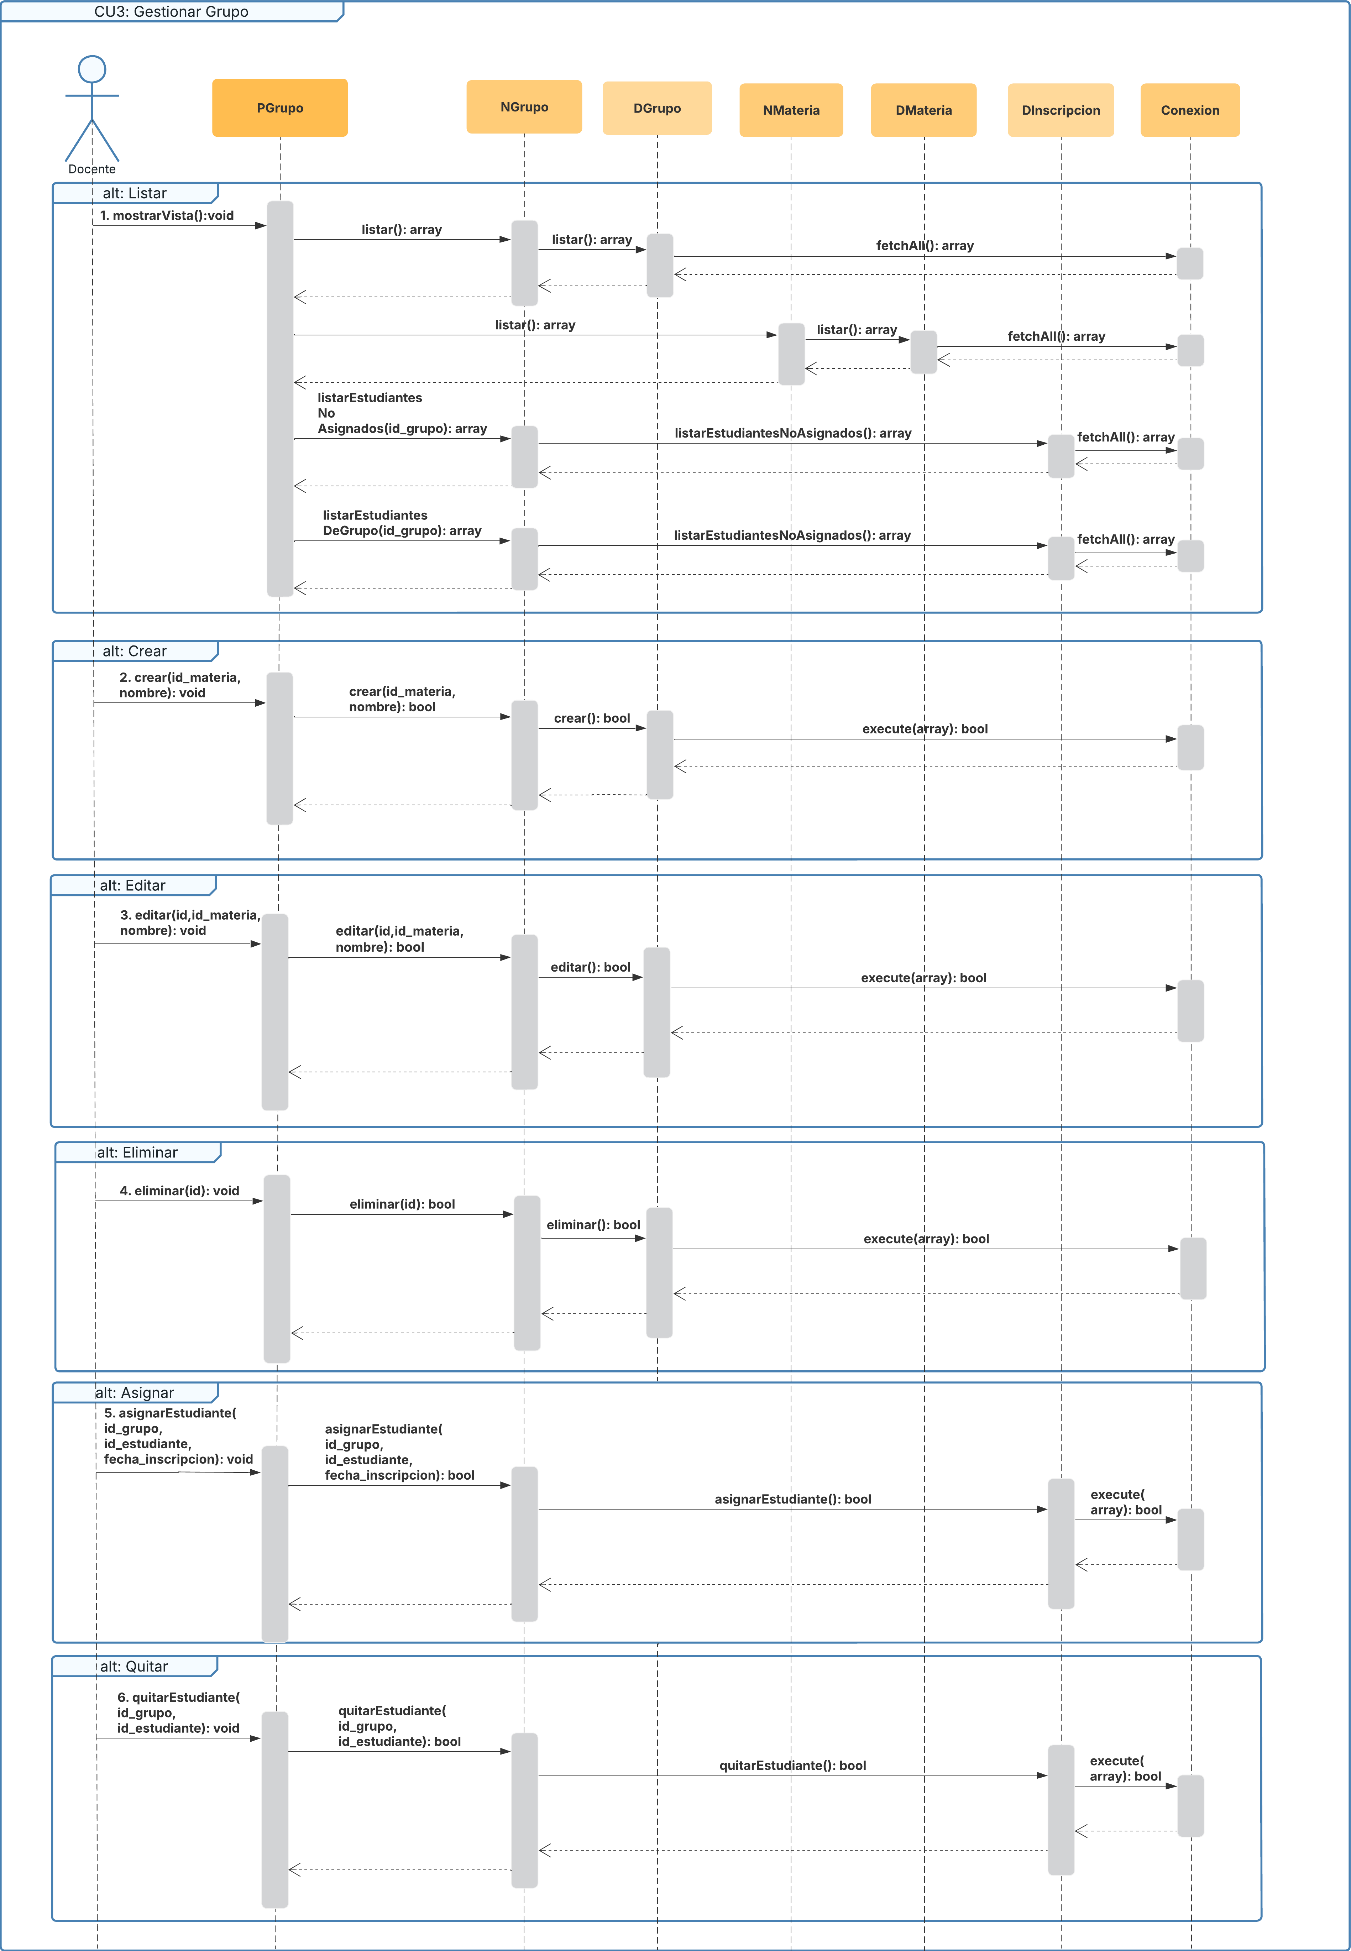 CU3: Gestionar Grupo
Docente
PGrupo
NGrupo
DGrupo
NMateria
DMateria
DInscripcion
Conexion
alt: Listar
1. mostrarVista():void
listar(): array
listar(): array
fetchAll(): array
listar(): array
listar(): array
fetchAll(): array
listarEstudiantes
No
Asignados(id_grupo): array
listarEstudiantesNoAsignados(): array
fetchAll(): array
listarEstudiantes
DeGrupo(id_grupo): array
listarEstudiantesNoAsignados(): array
fetchAll(): array
alt: Crear
2. crear(id_materia,
nombre): void
crear(id_materia,
nombre): bool
crear(): bool
execute(array): bool
alt: Editar
3. editar(id,id_materia,
nombre): void
editar(id,id_materia,
nombre): bool
editar(): bool
execute(array): bool
alt: Eliminar
4. eliminar(id): void
eliminar(id): bool
eliminar(): bool
execute(array): bool
alt: Asignar
5. asignarEstudiante(
id_grupo,
id_estudiante,
fecha_inscripcion): void
asignarEstudiante(
id_grupo,
id_estudiante,
fecha_inscripcion): bool
asignarEstudiante(): bool
execute(
array): bool
alt: Quitar
6. quitarEstudiante(
id_grupo,
id_estudiante): void
quitarEstudiante(
id_grupo,
id_estudiante): bool
quitarEstudiante(): bool
execute(
array): bool